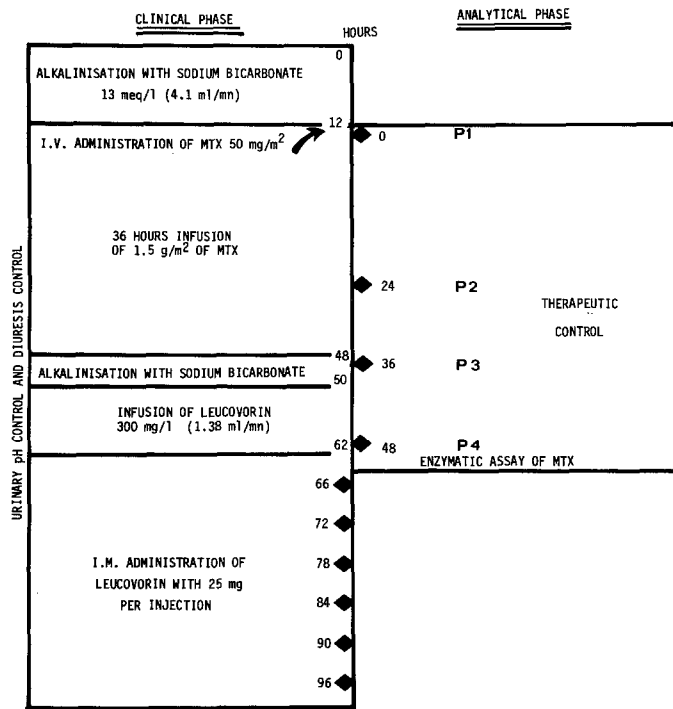 CLINICAL PHASE
ANALYTICAL PHASE
HOURS
0
ALKALINISATION WITH SODIUM BICARBONATE
13 meq/l (4.1 ml/mn)
12
I.V. ADMINISTRATION OF MTX 50 mg/m²
0 P1
36 HOURS INFUSION
OF 1.5 g/m² OF MTX
24 P2
THERAPEUTIC
CONTROL
48
36 P3
ALKALINISATION WITH SODIUM BICARBONATE
50
INFUSION OF LEUCOVORIN
300 mg/l (1.38 ml/mn)
62
48 P4
ENZYMATIC ASSAY OF MTX
66
72
78
I.M. ADMINISTRATION OF
LEUCOVORIN WITH 25 mg
PER INJECTION
84
90
96
URINARY pH CONTROL AND DIURESIS CONTROL